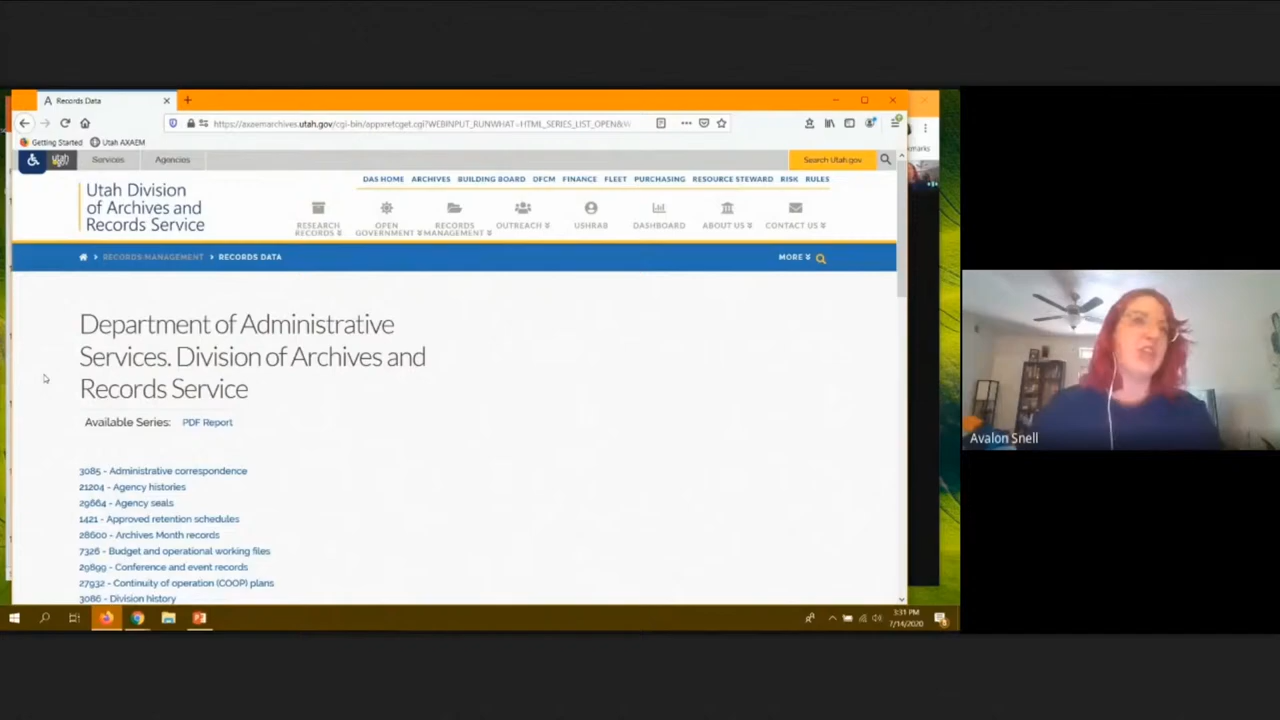 Records Data
https://axaemarchives.utah.gov/cgi-bin/appxretcget.cgi?WEBINPUT_RUNWHAT=HTML_SERIES_LIST_OPEN&
Getting Started
Utah AXAEM
Services
Agencies
Search Utah.gov
Utah Division
of Archives and
Records Service
DAS HOME ARCHIVES BUILDING BOARD DFCM FINANCE FLEET PURCHASING RESOURCE STEWARD RISK RULES
RESEARCH
RECORDS
OPEN
GOVERNMENT
RECORDS
MANAGEMENT
OUTREACH
USHRAB
DASHBOARD
ABOUT US
CONTACT US
RECORDS MANAGEMENT > RECORDS DATA
MORE
Department of Administrative
Services. Division of Archives and
Records Service
Available Series: PDF Report
3085 - Administrative correspondence
21204 - Agency histories
29664 - Agency seals
1421 - Approved retention schedules
28600 - Archives Month records
7326 - Budget and operational working files
29899 - Conference and event records
27932 - Continuity of operation (COOP) plans
3086 - Division history
3:31 PM
7/14/2020
Avalon Snell